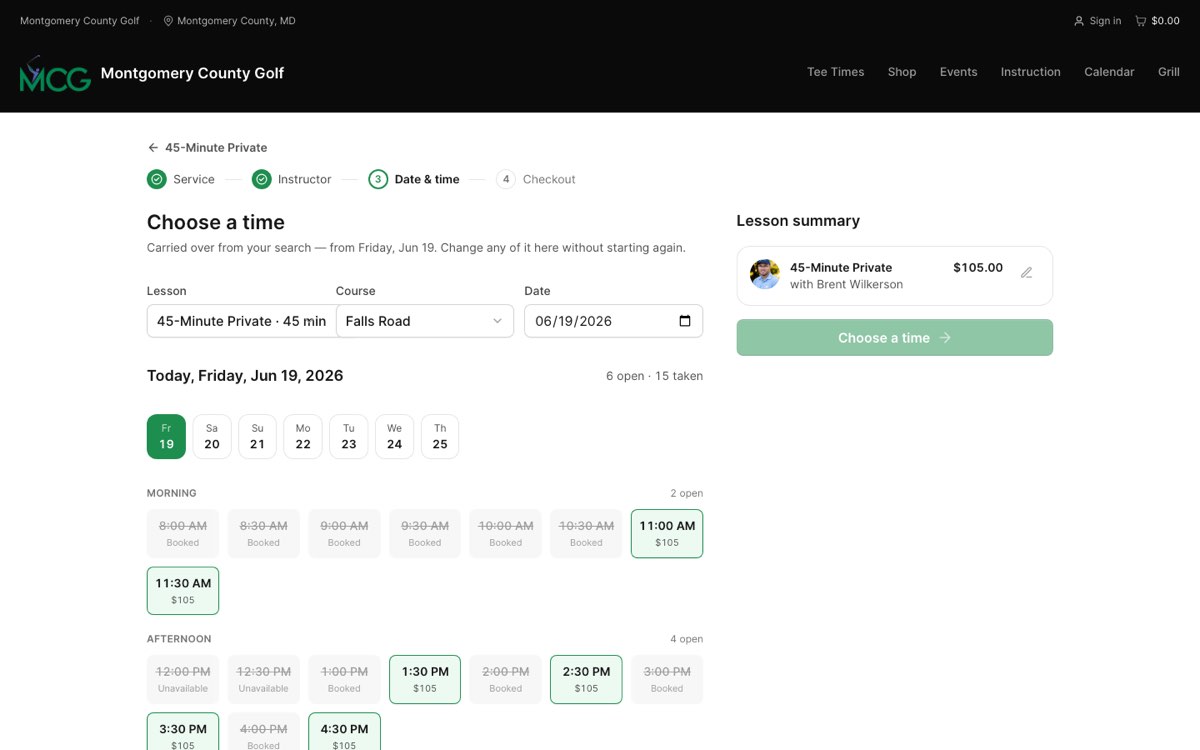 Montgomery County Golf · Montgomery County, MD Sign in $0.00
MCG Montgomery County Golf Tee Times Shop Events Instruction Calendar Grill
45-Minute Private
Service Instructor 3 Date & time 4 Checkout
Choose a time
Carried over from your search — from Friday, Jun 19. Change any of it here without starting again.
Lesson Course Date
45-Minute Private · 45 min Falls Road 06/19/2026
Today, Friday, Jun 19, 2026 6 open · 15 taken
Fr Sa Su Mo Tu We Th
19 20 21 22 23 24 25
MORNING 2 open
8:00 AM 8:30 AM 9:00 AM 9:30 AM 10:00 AM 10:30 AM 11:00 AM
Booked Booked Booked Booked Booked Booked $105
11:30 AM
$105
AFTERNOON 4 open
12:00 PM 12:30 PM 1:00 PM 1:30 PM 2:00 PM 2:30 PM 3:00 PM
Unavailable Unavailable Booked $105 Booked $105 Booked
3:30 PM 4:00 PM 4:30 PM
$105 Booked $105
Lesson summary
45-Minute Private $105.00
with Brent Wilkerson
Choose a time